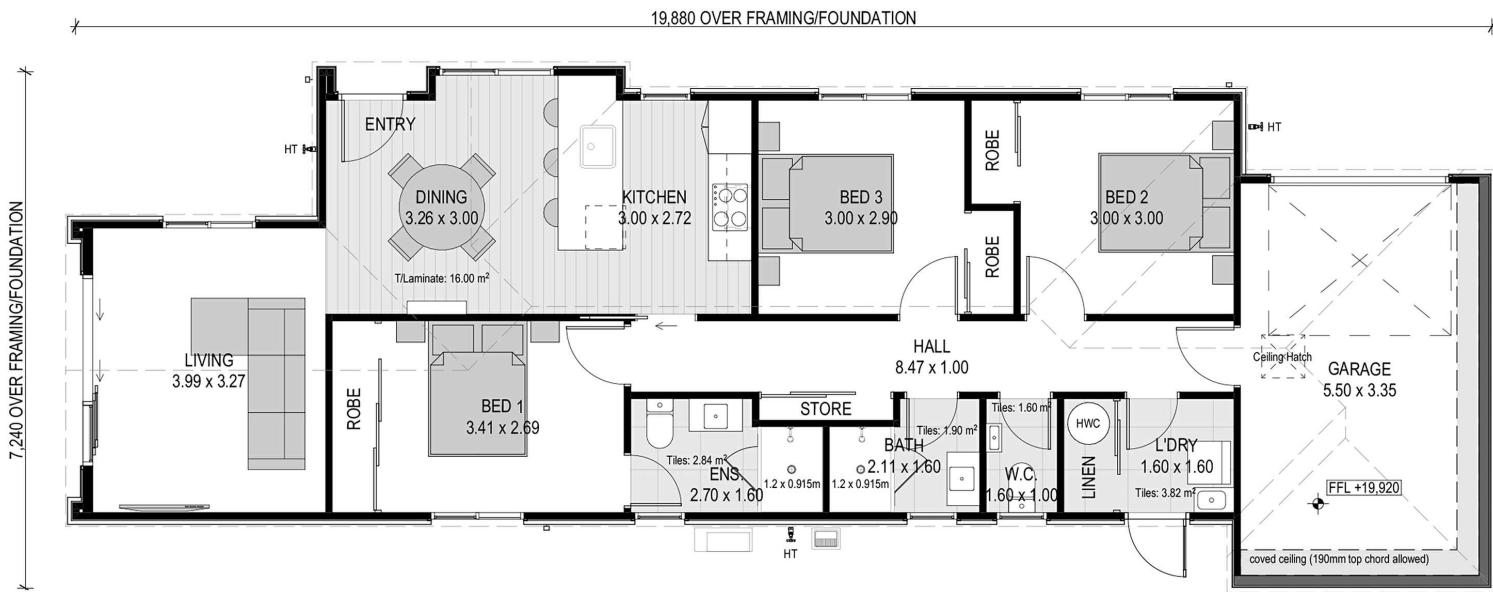 19,880 OVER FRAMING/FOUNDATION
7,240 OVER FRAMING/FOUNDATION
ENTRY
HT
DINING
3.26 x 3.00
T/Laminate: 16.00 m²
KITCHEN
3.00 x 2.72
BED 3
3.00 x 2.90
ROBE
ROBE
BED 2
3.00 x 3.00
HT
LIVING
3.99 x 3.27
ROBE
BED 1
3.41 x 2.69
HALL
8.47 x 1.00
Ceiling Hatch
GARAGE
5.50 x 3.35
STORE
Tiles: 2.84 m²
ENS.
2.70 x 1.60
1.2 x 0.915m
1.2 x 0.915m
Tiles: 1.90 m²
BATH
2.11 x 1.60
Tiles: 1.60 m²
W.C.
1.60 x 1.00
HWC
LINEN
L'DRY
1.60 x 1.60
Tiles: 3.82 m²
FFL +19,920
HT
coved ceiling (190mm top chord allowed)